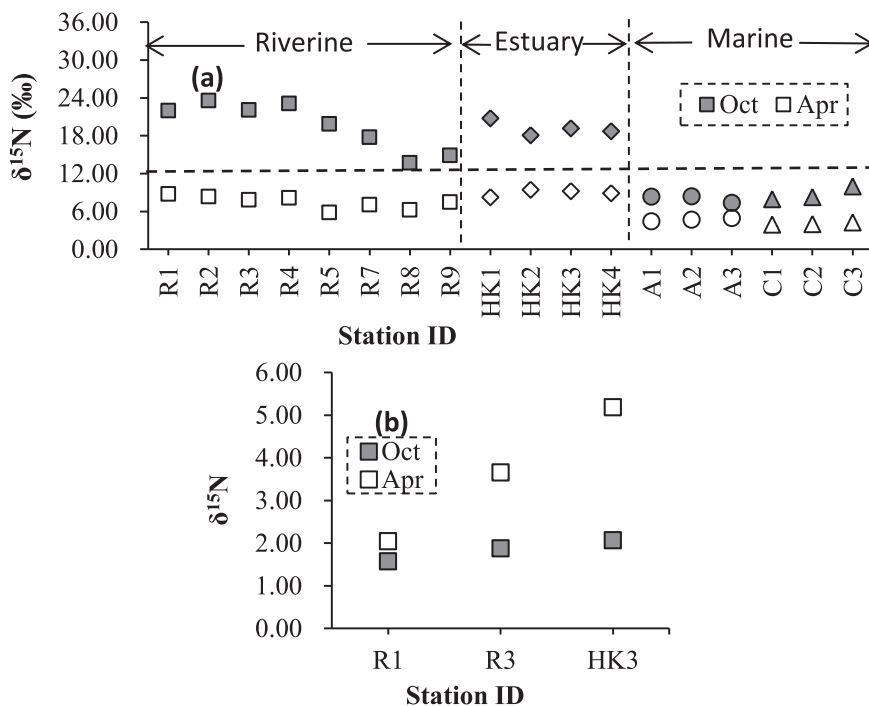 36.00
30.00
24.00
18.00
12.00
6.00
0.00
δ¹⁵N (‰)
Riverine
Estuary
Marine
(a)
Oct
Apr
R1
R2
R3
R4
R5
R7
R8
R9
HK1
HK2
HK3
HK4
A1
A2
A3
C1
C2
C3
Station ID
6.00
5.00
4.00
3.00
2.00
1.00
0.00
δ¹⁵N
(b)
Oct
Apr
R1
R3
HK3
Station ID